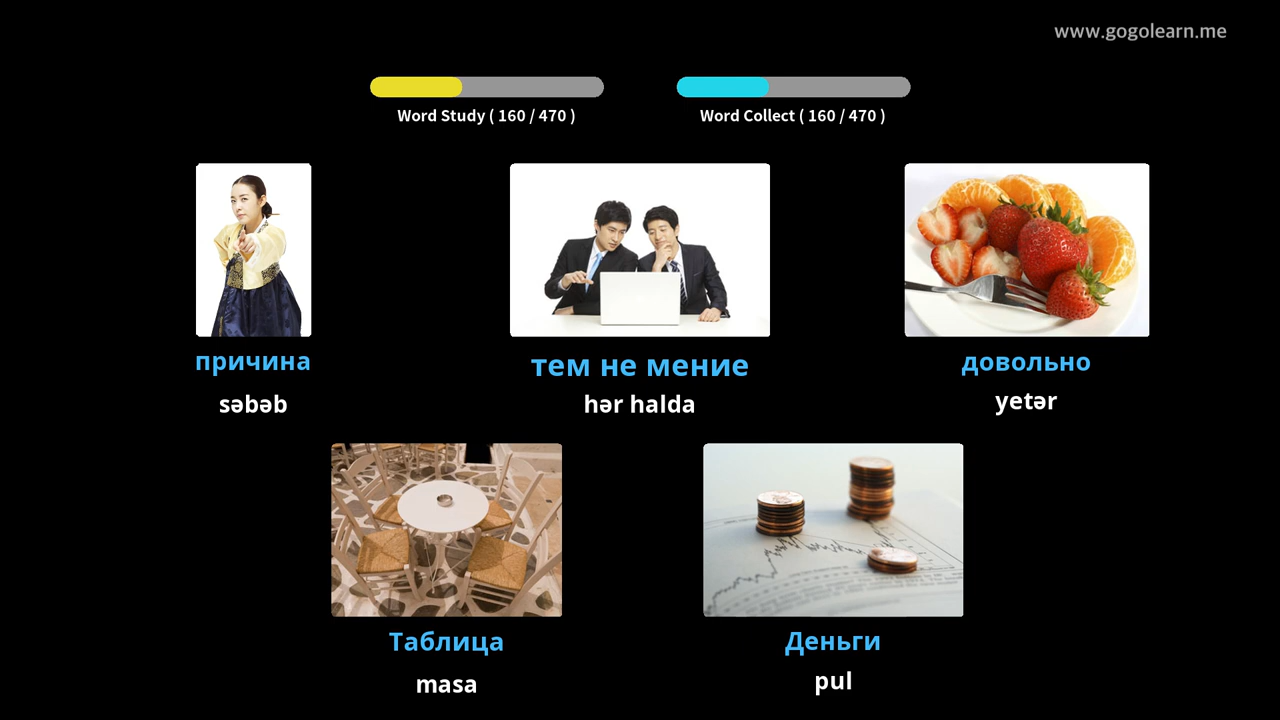 www.gogolearn.me
Word Study ( 160 / 470 )
Word Collect ( 160 / 470 )
причина
səbəb
тем не мение
hər halda
довольно
yetər
Таблица
masa
Деньги
pul